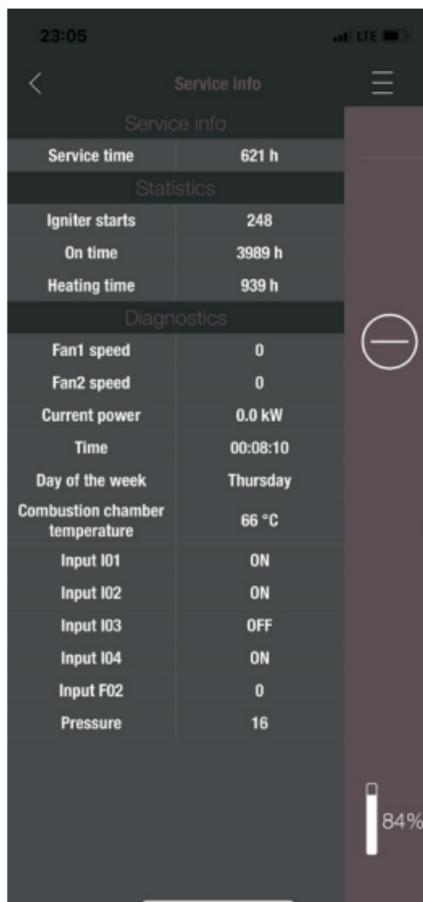 23:05 LTE
Service info
Service info
Service time 621 h
Statistics
Igniter starts 248
On time 3989 h
Heating time 939 h
Diagnostics
Fan1 speed 0
Fan2 speed 0
Current power 0.0 kW
Time 00:08:10
Day of the week Thursday
Combustion chamber
temperature 66 °C
Input I01 ON
Input I02 ON
Input I03 OFF
Input I04 ON
Input F02 0
Pressure 16
84%